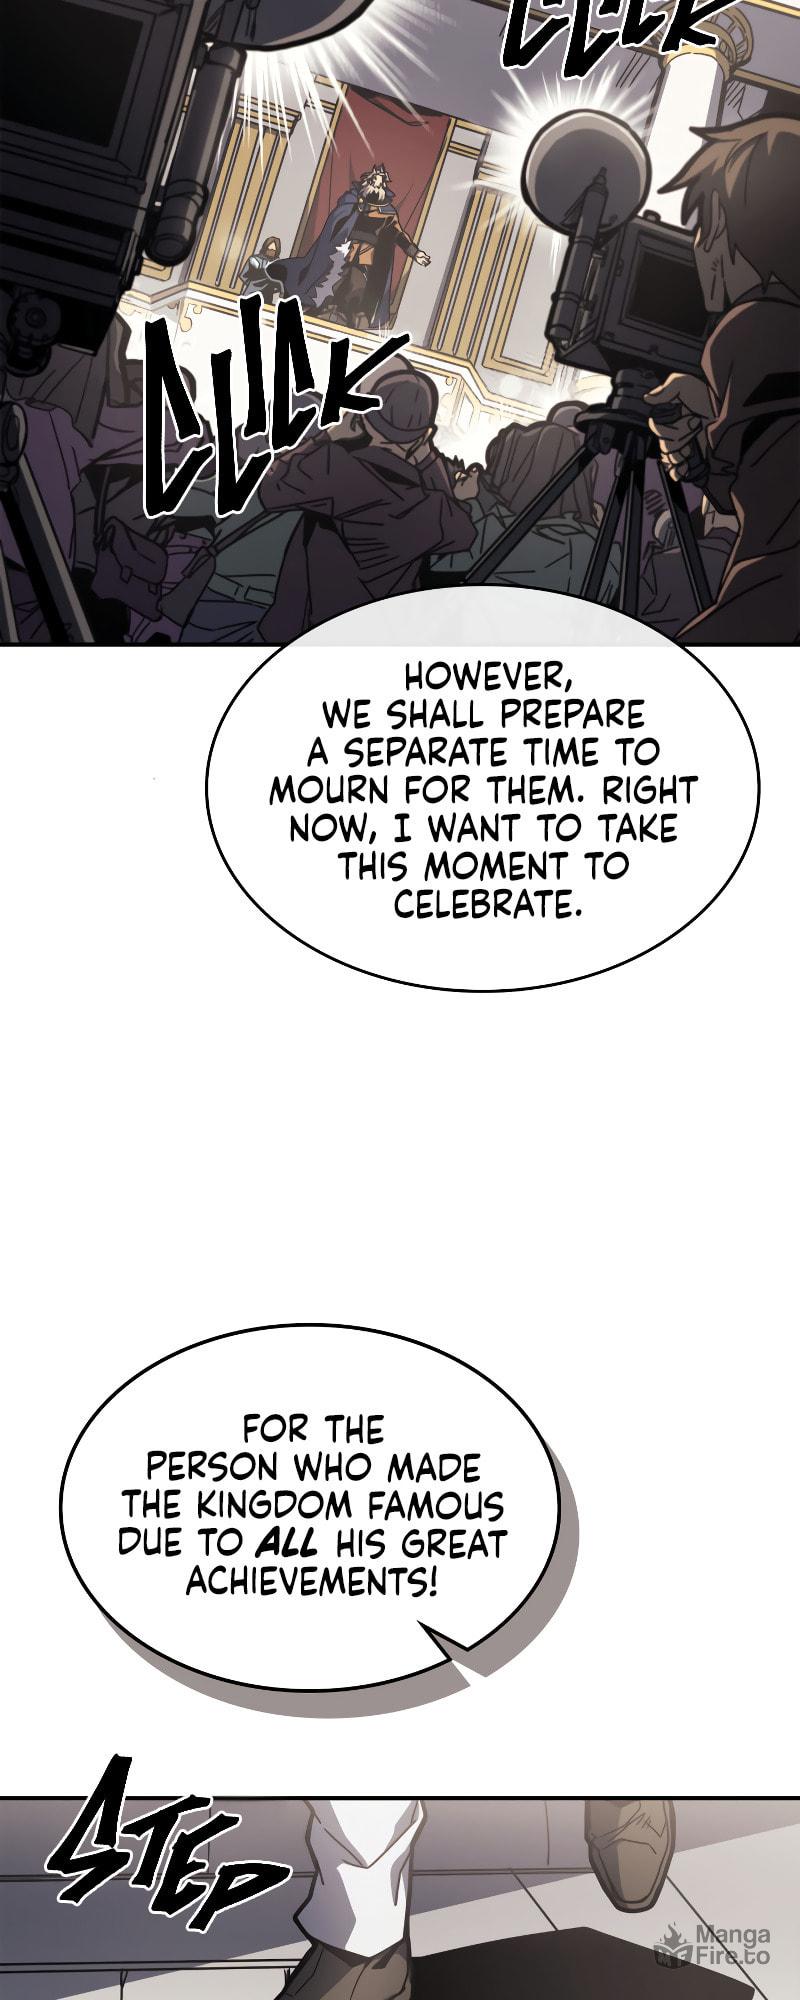 CLICK
CLICK
HOWEVER,
WE SHALL PREPARE
A SEPARATE TIME TO
MOURN FOR THEM. RIGHT
NOW, I WANT TO TAKE
THIS MOMENT TO
CELEBRATE.
FOR THE
PERSON WHO MADE
THE KINGDOM FAMOUS
DUE TO ALL HIS GREAT
ACHIEVEMENTS!
STEP
Manga
Fire.to